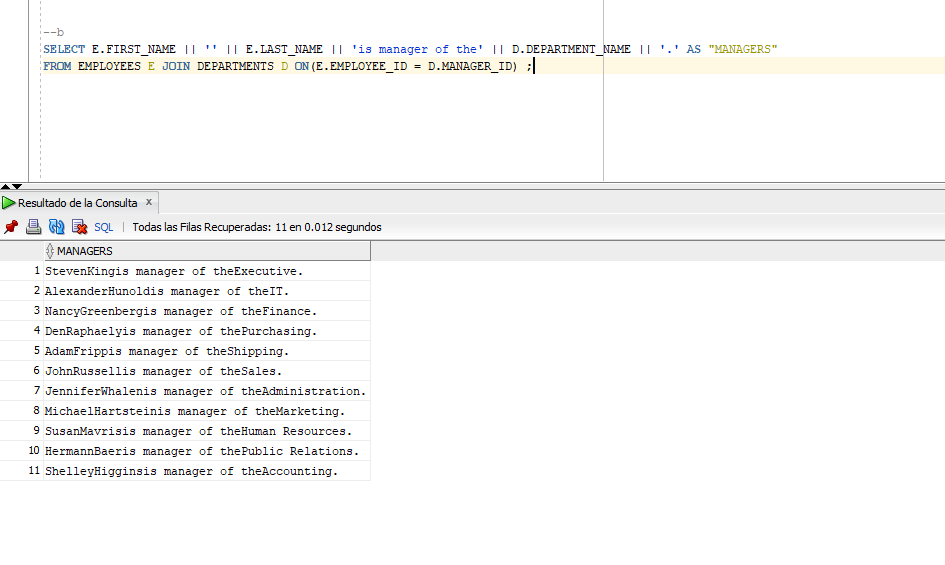 --b
SELECT E.FIRST_NAME || '' || E.LAST_NAME || 'is manager of the' || D.DEPARTMENT_NAME || '.' AS "MANAGERS"
FROM EMPLOYEES E JOIN DEPARTMENTS D ON(E.EMPLOYEE_ID = D.MANAGER_ID) ;
Resultado de la Consulta x
SQL | Todas las Filas Recuperadas: 11 en 0.012 segundos
MANAGERS
1 StevenKingis manager of theExecutive.
2 AlexanderHunoldis manager of theIT.
3 NancyGreenbergis manager of theFinance.
4 DenRaphaelyis manager of thePurchasing.
5 AdamFrippis manager of theShipping.
6 JohnRussellis manager of theSales.
7 JenniferWhalenis manager of theAdministration.
8 MichaelHartsteinis manager of theMarketing.
9 SusanMavrisis manager of theHuman Resources.
10 HermannBaeris manager of thePublic Relations.
11 ShelleyHigginsis manager of theAccounting.